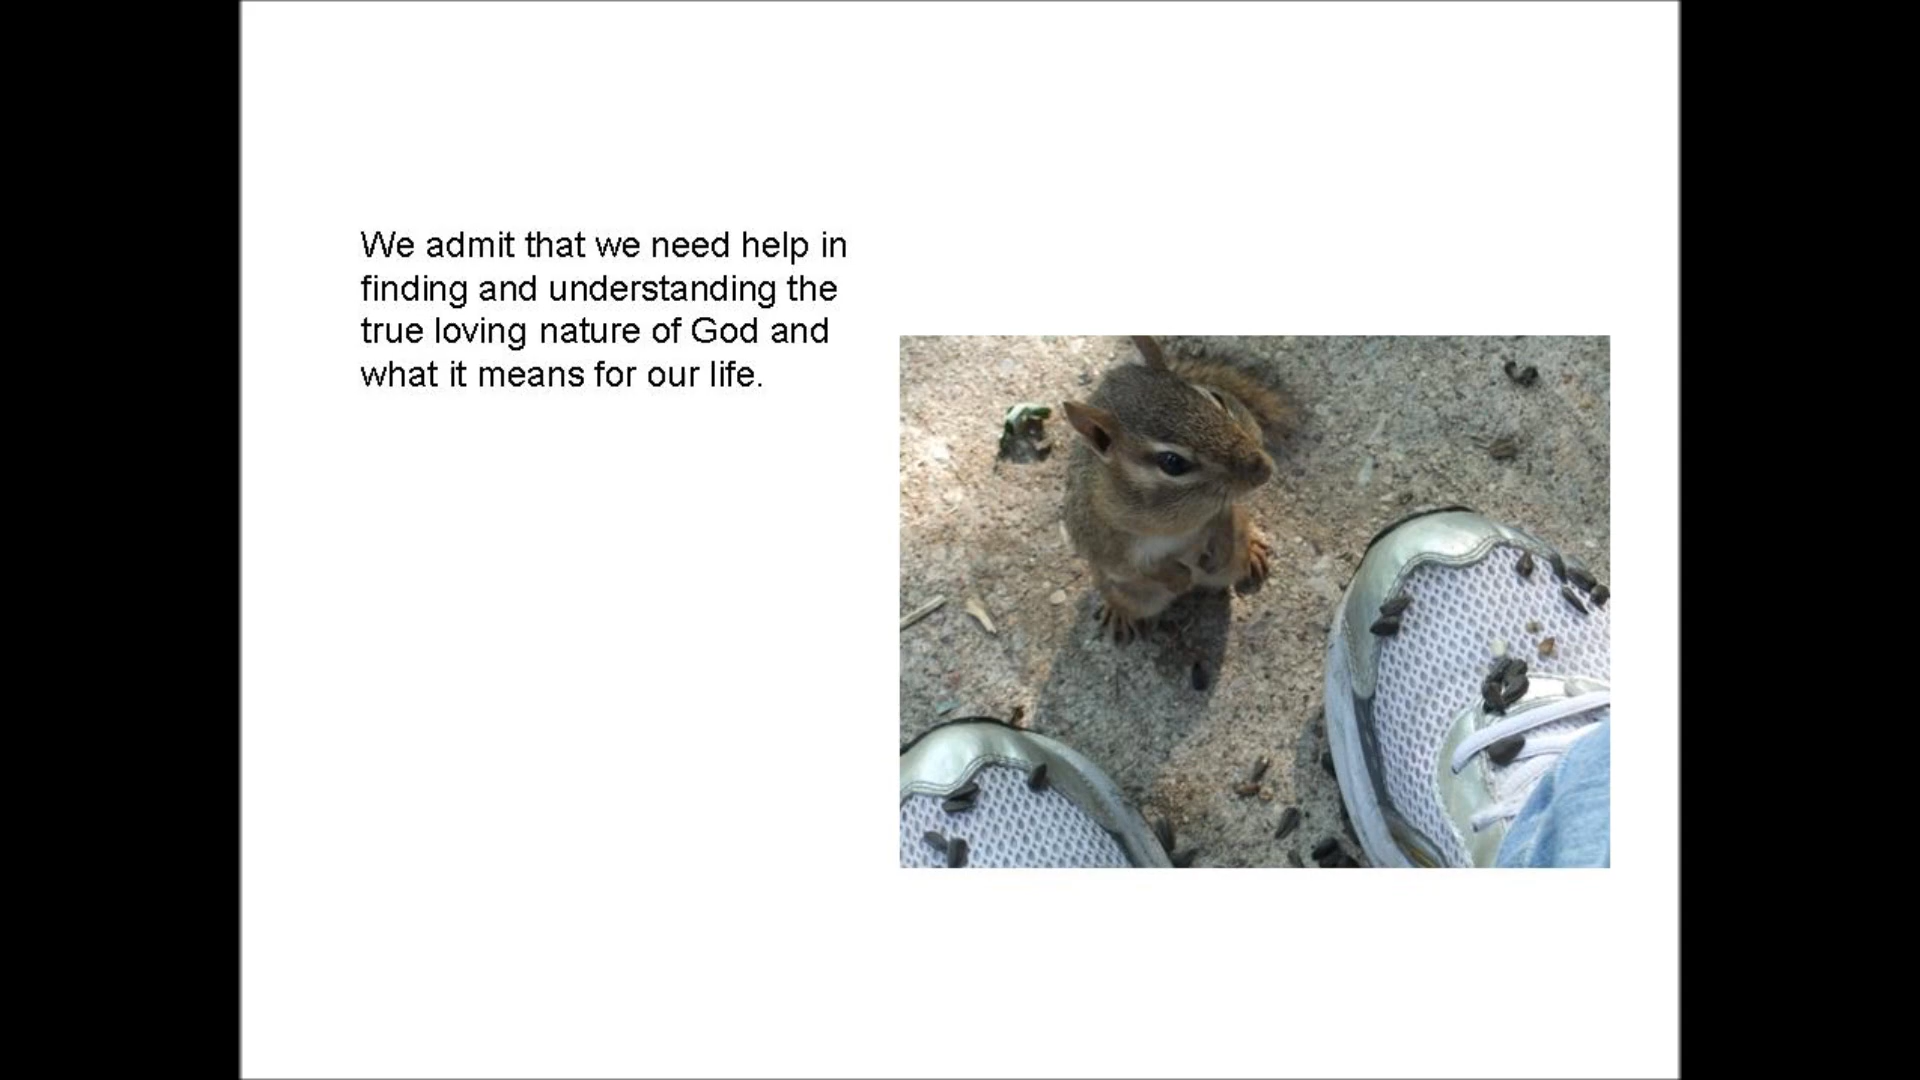 We admit that we need help in
finding and understanding the
true loving nature of God and
what it means for our life.